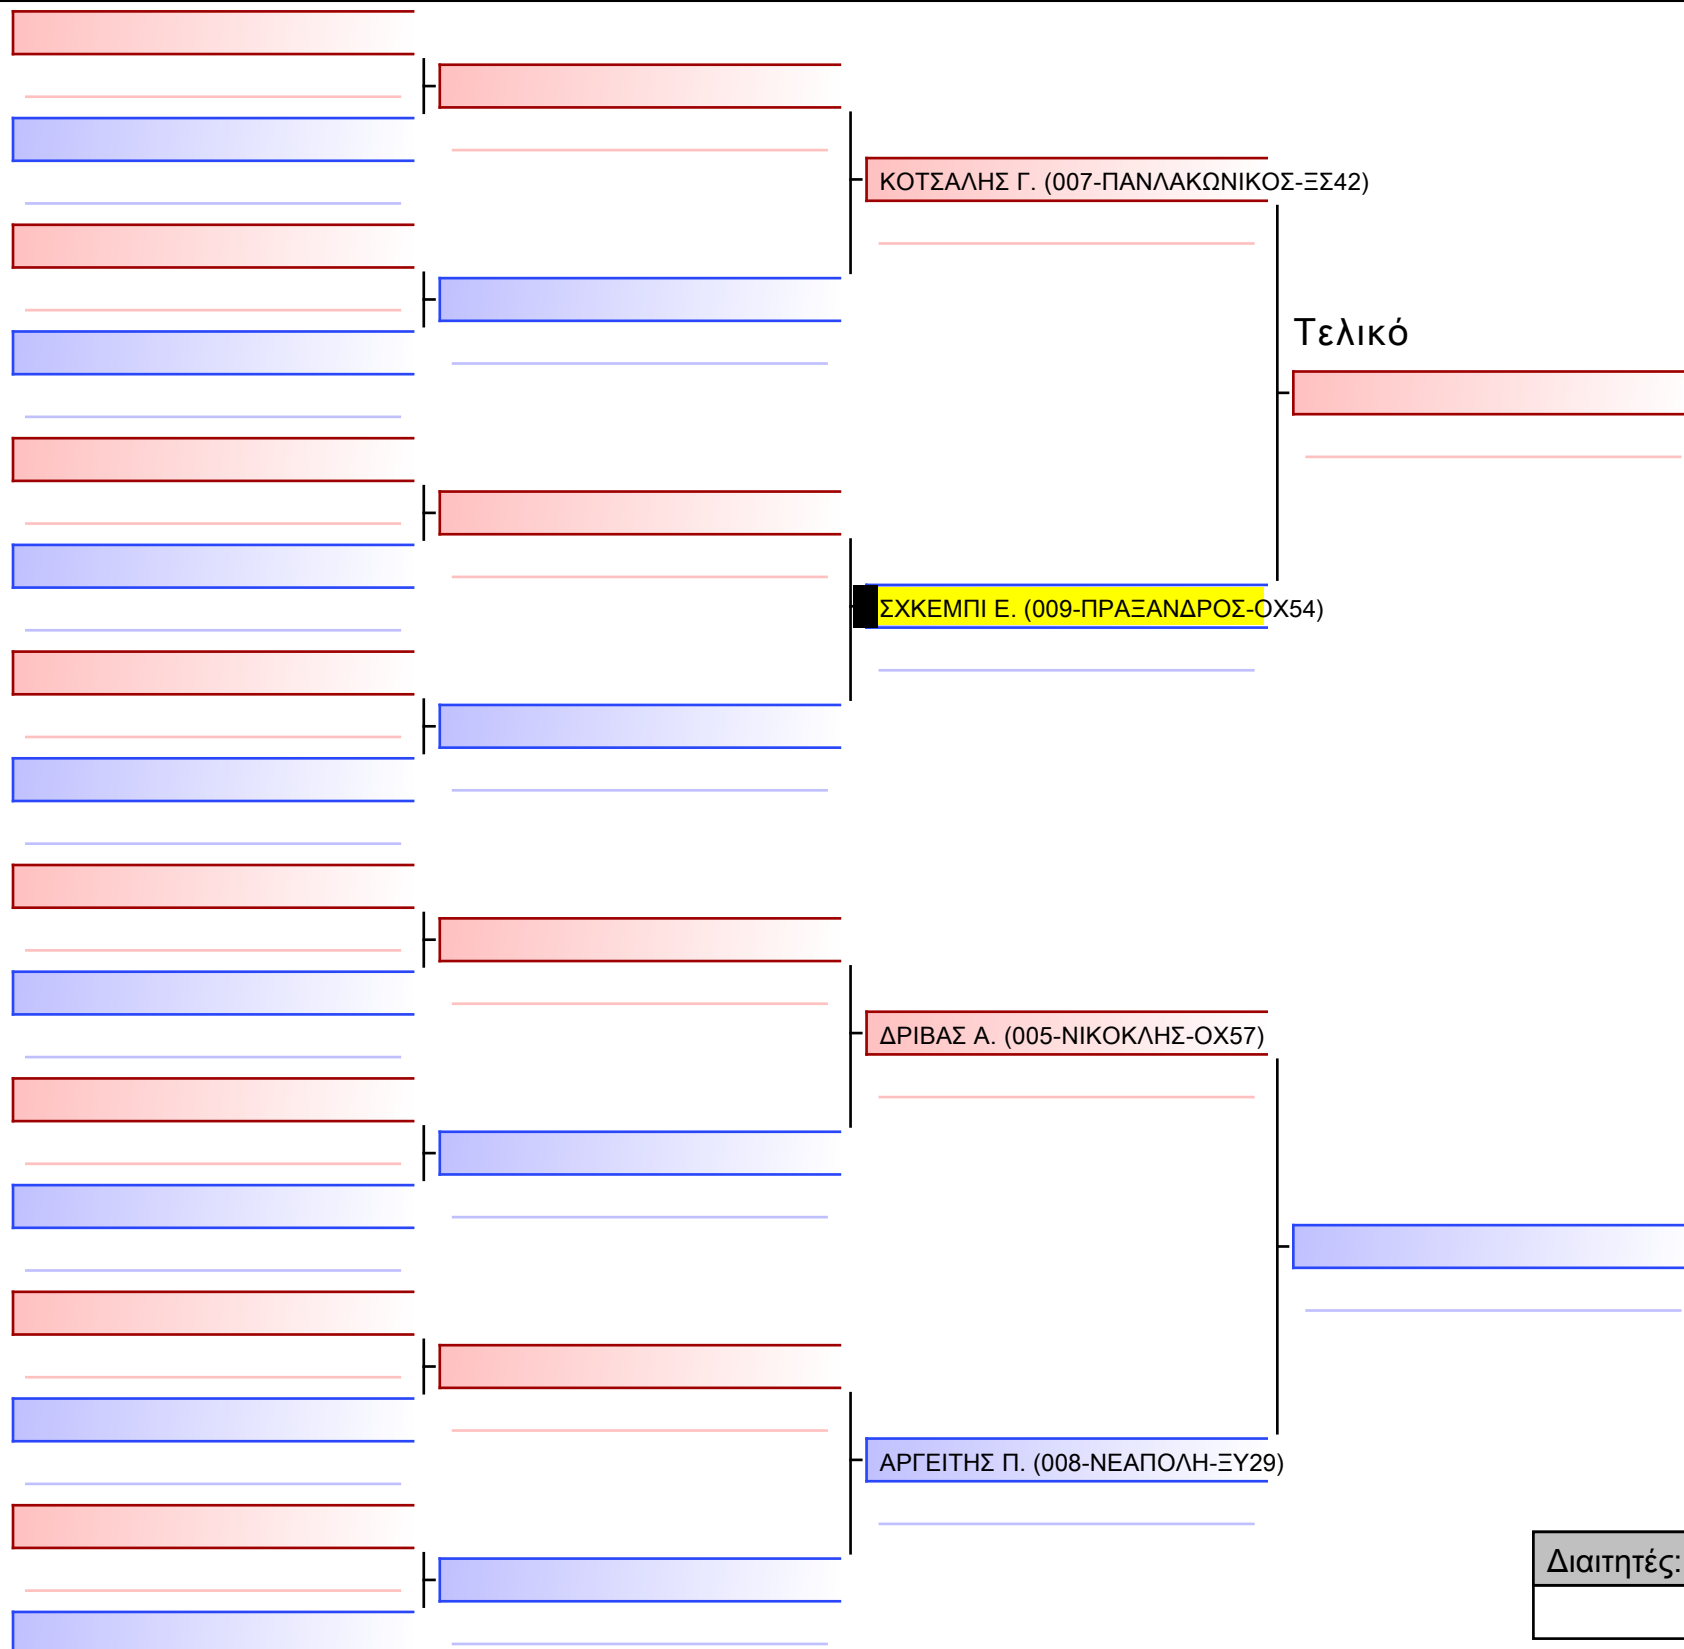 ΚΟΤΣΑΛΗΣ Γ. (007-ΠΑΝΛΑΚΩΝΙΚΟΣ-ΞΣ42)
Τελικό
ΣΧΚΕΜΠΙ Ε. (009-ΠΡΑΞΑΝΔΡΟΣ-ΟΧ54)
ΔΡΙΒΑΣ Α. (005-ΝΙΚΟΚΛΗΣ-ΟΧ57)
ΑΡΓΕΙΤΗΣ Π. (008-ΝΕΑΠΟΛΗ-ΞΥ29)
Διαιτητές: